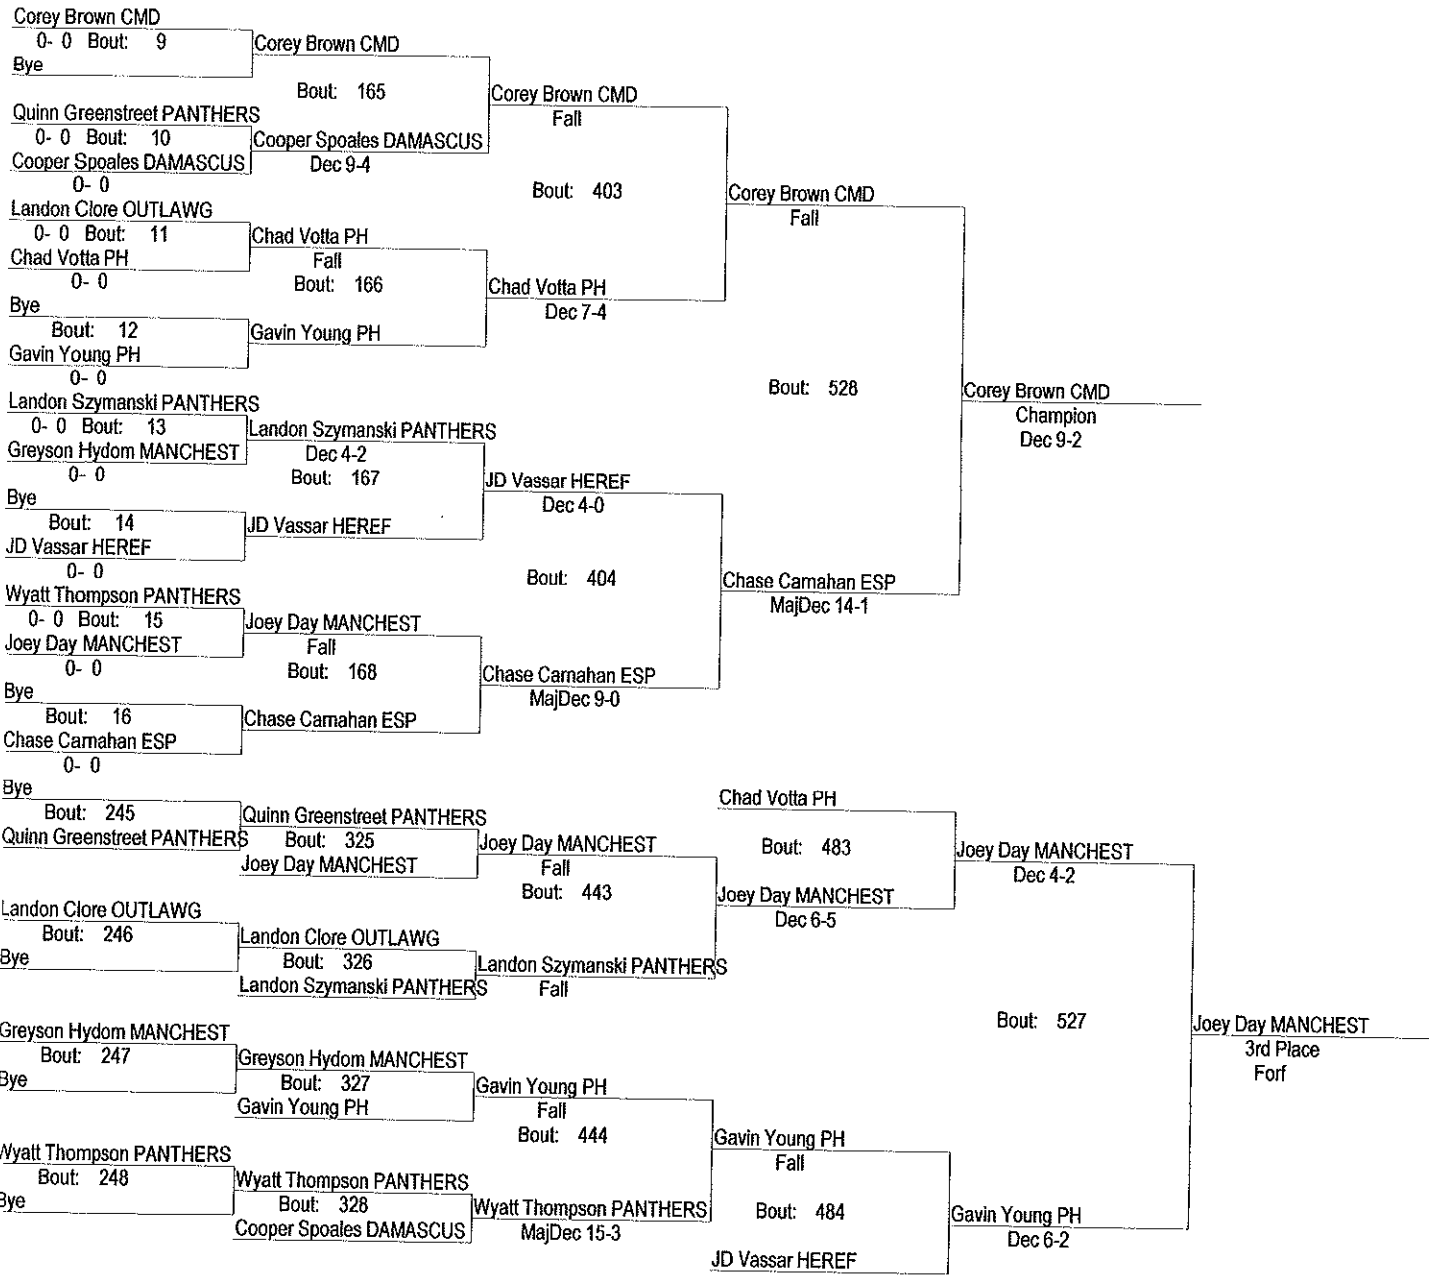 Corey Brown CMD
0- 0 Bout: 9
Bye
Corey Brown CMD
Bout: 165
Quinn Greenstreet PANTHERS
0- 0 Bout: 10
Cooper Spoales DAMASCUS
0- 0
Cooper Spoales DAMASCUS
Dec 9-4
Corey Brown CMD
Fall
Bout: 403
Landon Clore OUTLAWG
0- 0 Bout: 11
Chad Votta PH
0- 0
Chad Votta PH
Fall
Bout: 166
Bye
Bout: 12
Gavin Young PH
0- 0
Gavin Young PH
Chad Votta PH
Dec 7-4
Corey Brown CMD
Fall
Bout: 528
Landon Szymanski PANTHERS
0- 0 Bout: 13
Greyson Hydom MANCHEST
0- 0
Landon Szymanski PANTHERS
Dec 4-2
Bout: 167
Bye
Bout: 14
JD Vassar HEREF
0- 0
JD Vassar HEREF
JD Vassar HEREF
Dec 4-0
Bout: 404
Wyatt Thompson PANTHERS
0- 0 Bout: 15
Joey Day MANCHEST
0- 0
Joey Day MANCHEST
Fall
Bout: 168
Bye
Bout: 16
Chase Carnahan ESP
0- 0
Chase Carnahan ESP
Chase Carnahan ESP
MajDec 9-0
Chase Carnahan ESP
MajDec 14-1
Corey Brown CMD
Champion
Dec 9-2
Bye
Bout: 245
Quinn Greenstreet PANTHERS
Quinn Greenstreet PANTHERS
Bout: 325
Joey Day MANCHEST
Joey Day MANCHEST
Fall
Bout: 443
Landon Clore OUTLAWG
Bout: 246
Bye
Landon Clore OUTLAWG
Bout: 326
Landon Szymanski PANTHERS
Landon Szymanski PANTHERS
Fall
Chad Votta PH
Bout: 483
Joey Day MANCHEST
Dec 6-5
Joey Day MANCHEST
Dec 4-2
Bout: 527
Greyson Hydom MANCHEST
Bout: 247
Bye
Greyson Hydom MANCHEST
Bout: 327
Gavin Young PH
Gavin Young PH
Fall
Bout: 444
Wyatt Thompson PANTHERS
Bout: 248
Bye
Wyatt Thompson PANTHERS
Bout: 328
Cooper Spoales DAMASCUS
Wyatt Thompson PANTHERS
MajDec 15-3
Gavin Young PH
Fall
Bout: 484
JD Vassar HEREF
Gavin Young PH
Dec 6-2
Joey Day MANCHEST
3rd Place
Forf